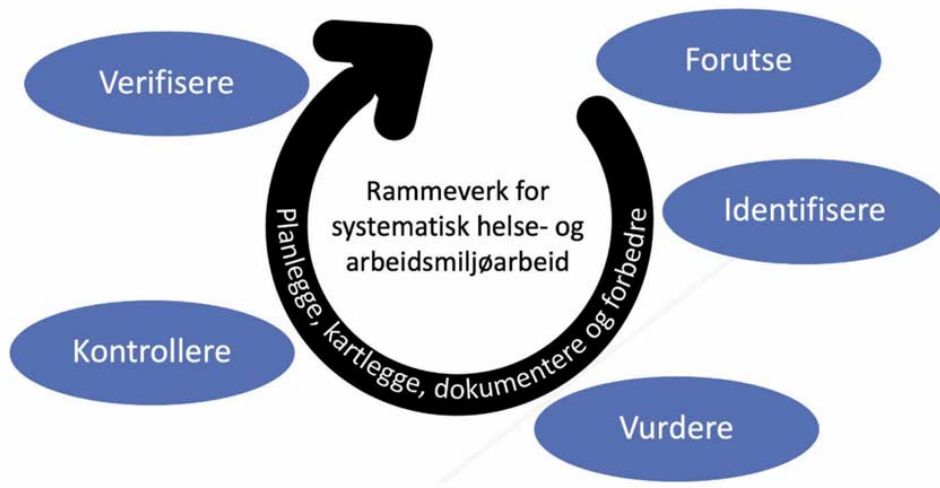 Forutse
Identifisere
Vurdere
Kontrollere
Verifisere
Rammeverk for
systematisk helse- og
arbeidsmiljøarbeid
Planlegge, kartlegge, dokumentere og forbedre